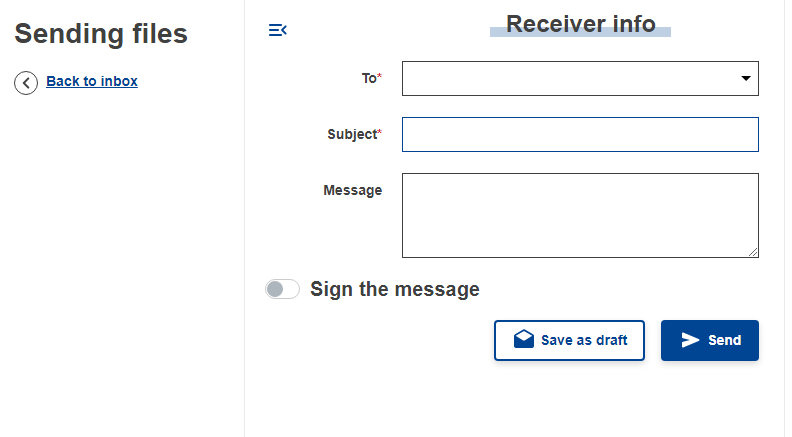 Sending files
Back to inbox
Receiver info
To*
Subject*
Message
Sign the message
Save as draft
Send